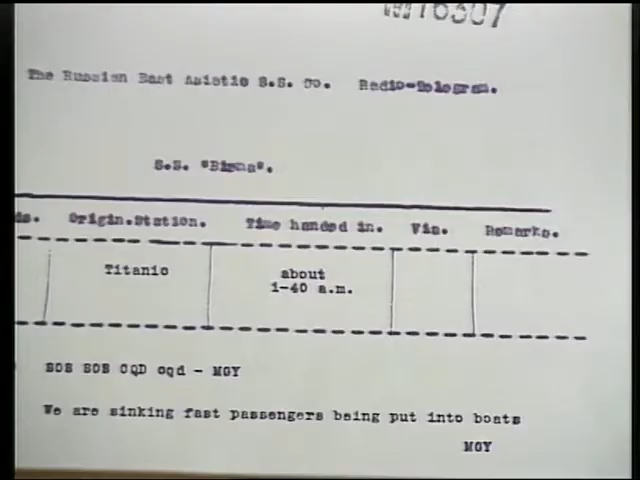 The Russian East Asiatic S.S. Co. Radio-Telegram.
S.S. "Birma".
ds. Origin.Station. Time handed in. Via. Remarks.
Titanic about
1-40 a.m.
SOS SOS CQD cqd - MGY
We are sinking fast passengers being put into boats
MGY